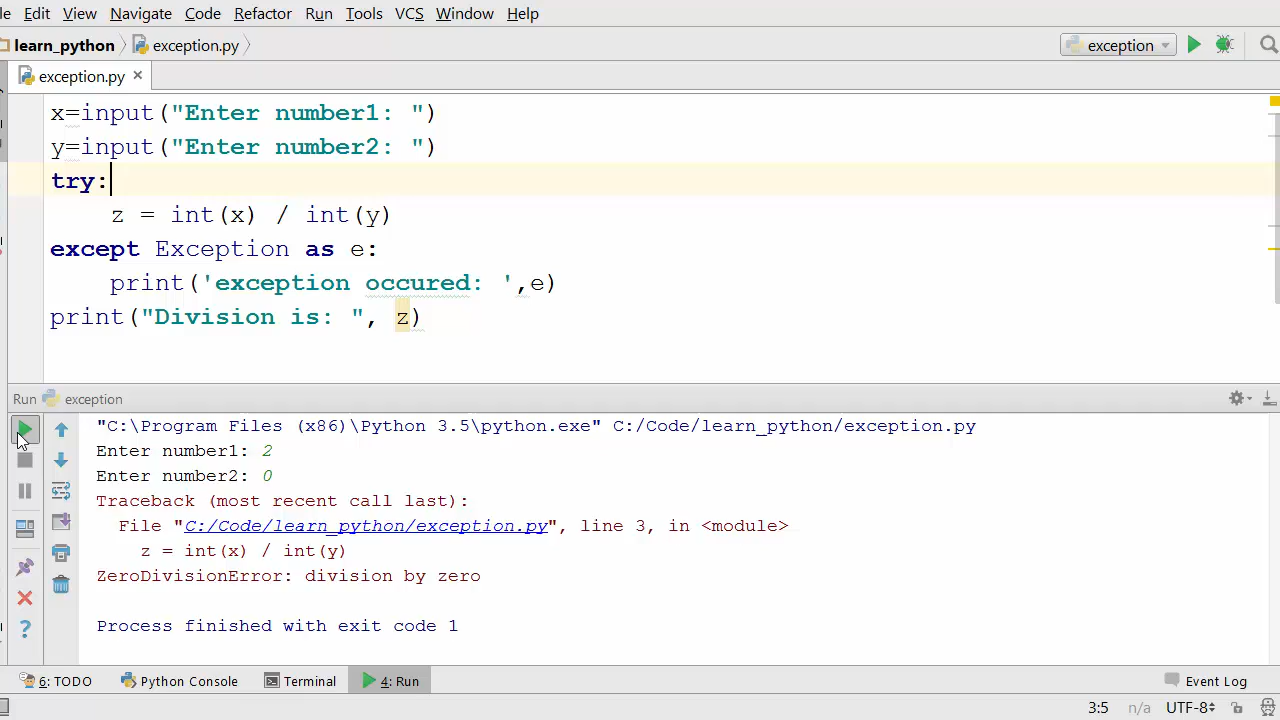 Edit View Navigate Code Refactor Run Tools VCS Window Help
learn_python exception.py exception
exception.py
x=input("Enter number1: ")
y=input("Enter number2: ")
try:
    z = int(x) / int(y)
except Exception as e:
    print('exception occured: ',e)
print("Division is: ", z)
Run exception
"C:\Program Files (x86)\Python 3.5\python.exe" C:/Code/learn_python/exception.py
Enter number1: 2
Enter number2: 0
Traceback (most recent call last):
  File "C:/Code/learn_python/exception.py", line 3, in <module>
    z = int(x) / int(y)
ZeroDivisionError: division by zero
Process finished with exit code 1
6: TODO Python Console Terminal 4: Run Event Log
3:5 n/a UTF-8